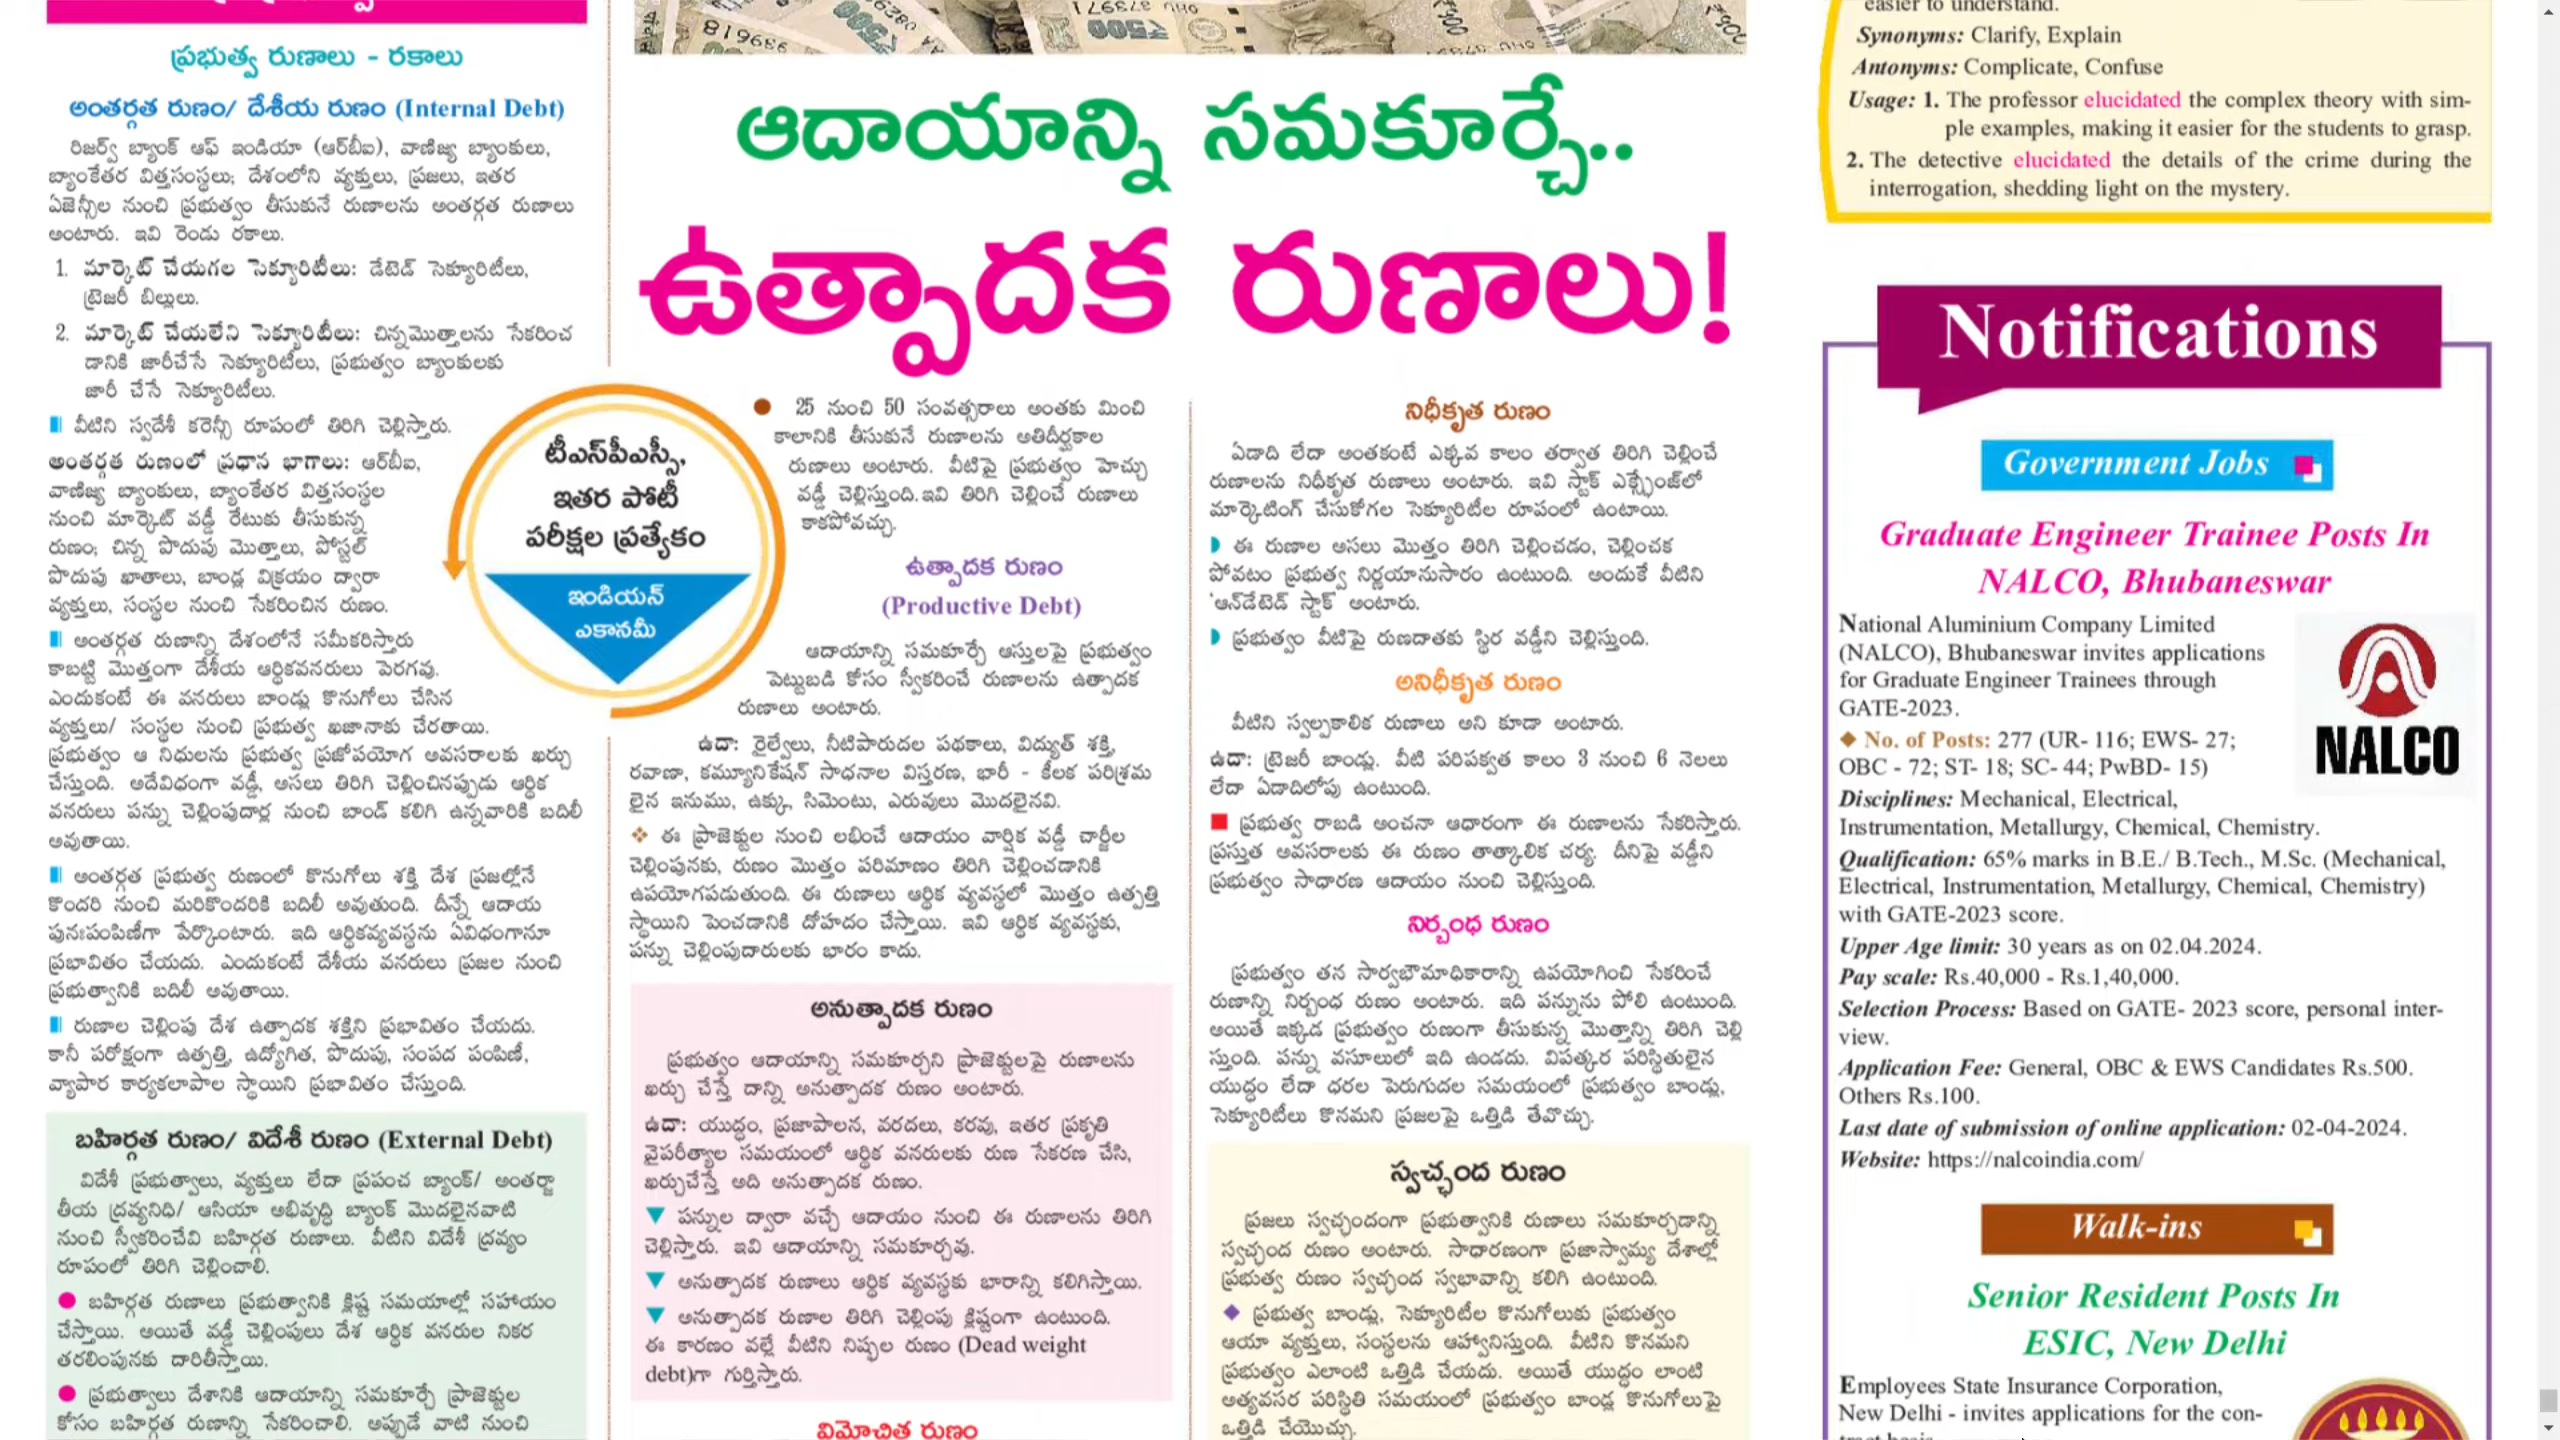 ప్రభుత్వ రుణాలు - రకాలు
అంతర్గత రుణం/ దేశీయ రుణం (Internal Debt)
రిజర్వ్ బ్యాంక్ ఆఫ్ ఇండియా (ఆర్‌బీఐ), వాణిజ్య బ్యాంకులు,
బ్యాంకేతర విత్తసంస్థలు; దేశంలోని వ్యక్తులు, ప్రజలు, ఇతర
ఏజెన్సీల నుంచి ప్రభుత్వం తీసుకునే రుణాలను అంతర్గత రుణాలు
అంటారు. ఇవి రెండు రకాలు.
1. మార్కెట్ చేయగల సెక్యూరిటీలు: డేటెడ్ సెక్యూరిటీలు,
ట్రెజరీ బిల్లులు.
2. మార్కెట్ చేయలేని సెక్యూరిటీలు: చిన్నమొత్తాలను సేకరించ
డానికి జారీచేసే సెక్యూరిటీలు, ప్రభుత్వం బ్యాంకులకు
జారీ చేసే సెక్యూరిటీలు.
వీటిని స్వదేశీ కరెన్సీ రూపంలో తిరిగి చెల్లిస్తారు.
అంతర్గత రుణంలో ప్రధాన భాగాలు: ఆర్‌బీఐ,
వాణిజ్య బ్యాంకులు, బ్యాంకేతర విత్తసంస్థల
నుంచి మార్కెట్ వడ్డీ రేటుకు తీసుకున్న
రుణం; చిన్న పొదుపు మొత్తాలు, పోస్టల్
పొదుపు ఖాతాలు, బాండ్ల విక్రయం ద్వారా
వ్యక్తులు, సంస్థల నుంచి సేకరించిన రుణం.
అంతర్గత రుణాన్ని దేశంలోనే సమీకరిస్తారు
కాబట్టి మొత్తంగా దేశీయ ఆర్థికవనరులు పెరగవు.
ఎందుకంటే ఈ వనరులు బాండ్లు కొనుగోలు చేసిన
వ్యక్తులు/ సంస్థల నుంచి ప్రభుత్వ ఖజానాకు చేరతాయి.
ప్రభుత్వం ఆ నిధులను ప్రభుత్వ ప్రజోపయోగ అవసరాలకు ఖర్చు
చేస్తుంది. అదేవిధంగా వడ్డీ, అసలు తిరిగి చెల్లించినప్పుడు ఆర్థిక
వనరులు పన్ను చెల్లింపుదార్ల నుంచి బాండ్ కలిగి ఉన్నవారికి బదిలీ
అవుతాయి.
అంతర్గత ప్రభుత్వ రుణంలో కొనుగోలు శక్తి దేశ ప్రజల్లోనే
కొందరి నుంచి మరికొందరికి బదిలీ అవుతుంది. దీన్నే ఆదాయ
పునఃపంపిణీగా పేర్కొంటారు. ఇది ఆర్థికవ్యవస్థను ఏవిధంగానూ
ప్రభావితం చేయదు. ఎందుకంటే దేశీయ వనరులు ప్రజల నుంచి
ప్రభుత్వానికి బదిలీ అవుతాయి.
రుణాల చెల్లింపు దేశ ఉత్పాదక శక్తిని ప్రభావితం చేయదు.
కానీ పరోక్షంగా ఉత్పత్తి, ఉద్యోగిత, పొదుపు, సంపద పంపిణీ,
వ్యాపార కార్యకలాపాల స్థాయిని ప్రభావితం చేస్తుంది.
బహిర్గత రుణం/ విదేశీ రుణం (External Debt)
విదేశీ ప్రభుత్వాలు, వ్యక్తులు లేదా ప్రపంచ బ్యాంక్/ అంతర్జా
తీయ ద్రవ్యనిధి/ ఆసియా అభివృద్ధి బ్యాంక్ మొదలైనవాటి
నుంచి స్వీకరించేవి బహిర్గత రుణాలు. వీటిని విదేశీ ద్రవ్యం
రూపంలో తిరిగి చెల్లించాలి.
బహిర్గత రుణాలు ప్రభుత్వానికి క్లిష్ట సమయాల్లో సహాయం
చేస్తాయి. అయితే వడ్డీ చెల్లింపులు దేశ ఆర్థిక వనరుల నికర
తరలింపునకు దారితీస్తాయి.
ప్రభుత్వాలు దేశానికి ఆదాయాన్ని సమకూర్చే ప్రాజెక్టుల
కోసం బహిర్గత రుణాన్ని సేకరించాలి. అప్పుడే వాటి నుంచి
ఆదాయాన్ని సమకూర్చే..
ఉత్పాదక రుణాలు!
టీఎస్‌పీఎస్సీ,
ఇతర పోటీ
పరీక్షల ప్రత్యేకం
ఇండియన్
ఎకానమీ
25 నుంచి 50 సంవత్సరాలు అంతకు మించి
కాలానికి తీసుకునే రుణాలను అతిదీర్ఘకాల
రుణాలు అంటారు. వీటిపై ప్రభుత్వం హెచ్చు
వడ్డీ చెల్లిస్తుంది.ఇవి తిరిగి చెల్లించే రుణాలు
కాకపోవచ్చు.
ఉత్పాదక రుణం
(Productive Debt)
ఆదాయాన్ని సమకూర్చే ఆస్తులపై ప్రభుత్వం
పెట్టుబడి కోసం స్వీకరించే రుణాలను ఉత్పాదక
రుణాలు అంటారు.
ఉదా: రైల్వేలు, నీటిపారుదల పథకాలు, విద్యుత్ శక్తి,
రవాణా, కమ్యూనికేషన్ సాధనాల విస్తరణ, భారీ - కీలక పరిశ్రమ
లైన ఇనుము, ఉక్కు, సిమెంటు, ఎరువులు మొదలైనవి.
ఈ ప్రాజెక్టుల నుంచి లభించే ఆదాయం వార్షిక వడ్డీ చార్జీల
చెల్లింపునకు, రుణం మొత్తం పరిమాణం తిరిగి చెల్లించడానికి
ఉపయోగపడుతుంది. ఈ రుణాలు ఆర్థిక వ్యవస్థలో మొత్తం ఉత్పత్తి
స్థాయిని పెంచడానికి దోహదం చేస్తాయి. ఇవి ఆర్థిక వ్యవస్థకు,
పన్ను చెల్లింపుదారులకు భారం కాదు.
అనుత్పాదక రుణం
ప్రభుత్వం ఆదాయాన్ని సమకూర్చని ప్రాజెక్టులపై రుణాలను
ఖర్చు చేస్తే దాన్ని అనుత్పాదక రుణం అంటారు.
ఉదా: యుద్ధం, ప్రజాపాలన, వరదలు, కరవు, ఇతర ప్రకృతి
వైపరీత్యాల సమయంలో ఆర్థిక వనరులకు రుణ సేకరణ చేసి,
ఖర్చుచేస్తే అది అనుత్పాదక రుణం.
పన్నుల ద్వారా వచ్చే ఆదాయం నుంచి ఈ రుణాలను తిరిగి
చెల్లిస్తారు. ఇవి ఆదాయాన్ని సమకూర్చవు.
అనుత్పాదక రుణాలు ఆర్థిక వ్యవస్థకు భారాన్ని కలిగిస్తాయి.
అనుత్పాదక రుణాల తిరిగి చెల్లింపు క్లిష్టంగా ఉంటుంది.
ఈ కారణం వల్లే వీటిని నిష్ఫల రుణం (Dead weight
debt)గా గుర్తిస్తారు.
విమోచిత రుణం
నిధీకృత రుణం
ఏడాది లేదా అంతకంటే ఎక్కువ కాలం తర్వాత తిరిగి చెల్లించే
రుణాలను నిధీకృత రుణాలు అంటారు. ఇవి స్టాక్ ఎక్స్ఛేంజ్‌లో
మార్కెటింగ్ చేసుకోగల సెక్యూరిటీల రూపంలో ఉంటాయి.
ఈ రుణాల అసలు మొత్తం తిరిగి చెల్లించడం, చెల్లించక
పోవటం ప్రభుత్వ నిర్ణయానుసారం ఉంటుంది. అందుకే వీటిని
'ఆన్‌డేటెడ్ స్టాక్' అంటారు.
ప్రభుత్వం వీటిపై రుణదాతకు స్థిర వడ్డీని చెల్లిస్తుంది.
అనిధీకృత రుణం
వీటిని స్వల్పకాలిక రుణాలు అని కూడా అంటారు.
ఉదా: ట్రెజరీ బాండ్లు. వీటి పరిపక్వత కాలం 3 నుంచి 6 నెలలు
లేదా ఏడాదిలోపు ఉంటుంది.
ప్రభుత్వ రాబడి అంచనా ఆధారంగా ఈ రుణాలను సేకరిస్తారు.
ప్రస్తుత అవసరాలకు ఈ రుణం తాత్కాలిక చర్య. దీనిపై వడ్డీని
ప్రభుత్వం సాధారణ ఆదాయం నుంచి చెల్లిస్తుంది.
నిర్బంధ రుణం
ప్రభుత్వం తన సార్వభౌమాధికారాన్ని ఉపయోగించి సేకరించే
రుణాన్ని నిర్బంధ రుణం అంటారు. ఇది పన్నును పోలి ఉంటుంది.
అయితే ఇక్కడ ప్రభుత్వం రుణంగా తీసుకున్న మొత్తాన్ని తిరిగి చెల్లి
స్తుంది. పన్ను వసూలులో ఇది ఉండదు. విపత్కర పరిస్థితులైన
యుద్ధం లేదా ధరల పెరుగుదల సమయంలో ప్రభుత్వం బాండ్లు,
సెక్యూరిటీలు కొనమని ప్రజలపై ఒత్తిడి తేవొచ్చు.
స్వచ్ఛంద రుణం
ప్రజలు స్వచ్ఛందంగా ప్రభుత్వానికి రుణాలు సమకూర్చడాన్ని
స్వచ్ఛంద రుణం అంటారు. సాధారణంగా ప్రజాస్వామ్య దేశాల్లో
ప్రభుత్వ రుణం స్వచ్ఛంద స్వభావాన్ని కలిగి ఉంటుంది.
ప్రభుత్వ బాండ్లు, సెక్యూరిటీల కొనుగోలుకు ప్రభుత్వం
ఆయా వ్యక్తులు, సంస్థలను ఆహ్వానిస్తుంది. వీటిని కొనమని
ప్రభుత్వం ఎలాంటి ఒత్తిడి చేయదు. అయితే యుద్ధం లాంటి
అత్యవసర పరిస్థితి సమయంలో ప్రభుత్వం బాండ్ల కొనుగోలుపై
ఒత్తిడి చేయొచ్చు.
easier to understand.
Synonyms: Clarify, Explain
Antonyms: Complicate, Confuse
Usage: 1. The professor elucidated the complex theory with sim-
ple examples, making it easier for the students to grasp.
2. The detective elucidated the details of the crime during the
interrogation, shedding light on the mystery.
Notifications
Government Jobs
Graduate Engineer Trainee Posts In
NALCO, Bhubaneswar
National Aluminium Company Limited
(NALCO), Bhubaneswar invites applications
for Graduate Engineer Trainees through
GATE-2023.
NALCO
No. of Posts: 277 (UR- 116; EWS- 27;
OBC - 72; ST- 18; SC- 44; PwBD- 15)
Disciplines: Mechanical, Electrical,
Instrumentation, Metallurgy, Chemical, Chemistry.
Qualification: 65% marks in B.E./ B.Tech., M.Sc. (Mechanical,
Electrical, Instrumentation, Metallurgy, Chemical, Chemistry)
with GATE-2023 score.
Upper Age limit: 30 years as on 02.04.2024.
Pay scale: Rs.40,000 - Rs.1,40,000.
Selection Process: Based on GATE- 2023 score, personal inter-
view.
Application Fee: General, OBC & EWS Candidates Rs.500.
Others Rs.100.
Last date of submission of online application: 02-04-2024.
Website: https://nalcoindia.com/
Walk-ins
Senior Resident Posts In
ESIC, New Delhi
Employees State Insurance Corporation,
New Delhi - invites applications for the con-